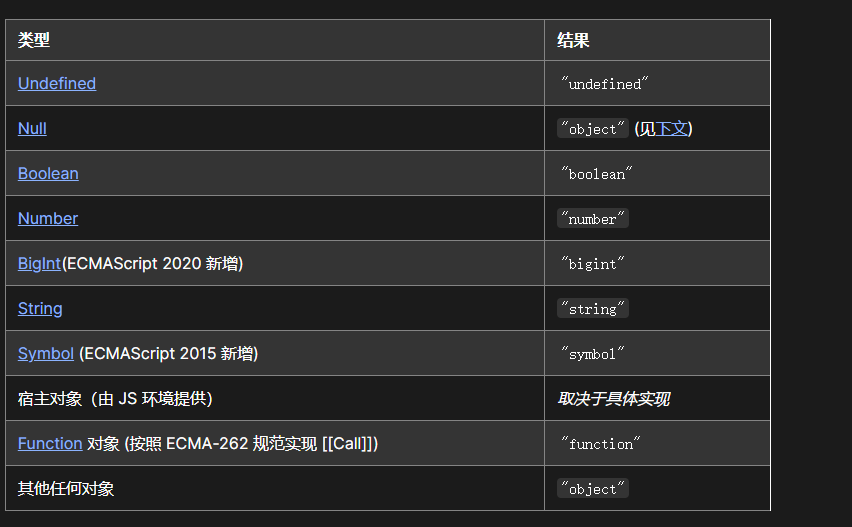 类型 结果
Undefined "undefined"
Null "object" (见下文)
Boolean "boolean"
Number "number"
BigInt(ECMAScript 2020 新增) "bigint"
String "string"
Symbol (ECMAScript 2015 新增) "symbol"
宿主对象（由 JS 环境提供） 取决于具体实现
Function 对象 (按照 ECMA-262 规范实现 [[Call]]) "function"
其他任何对象 "object"